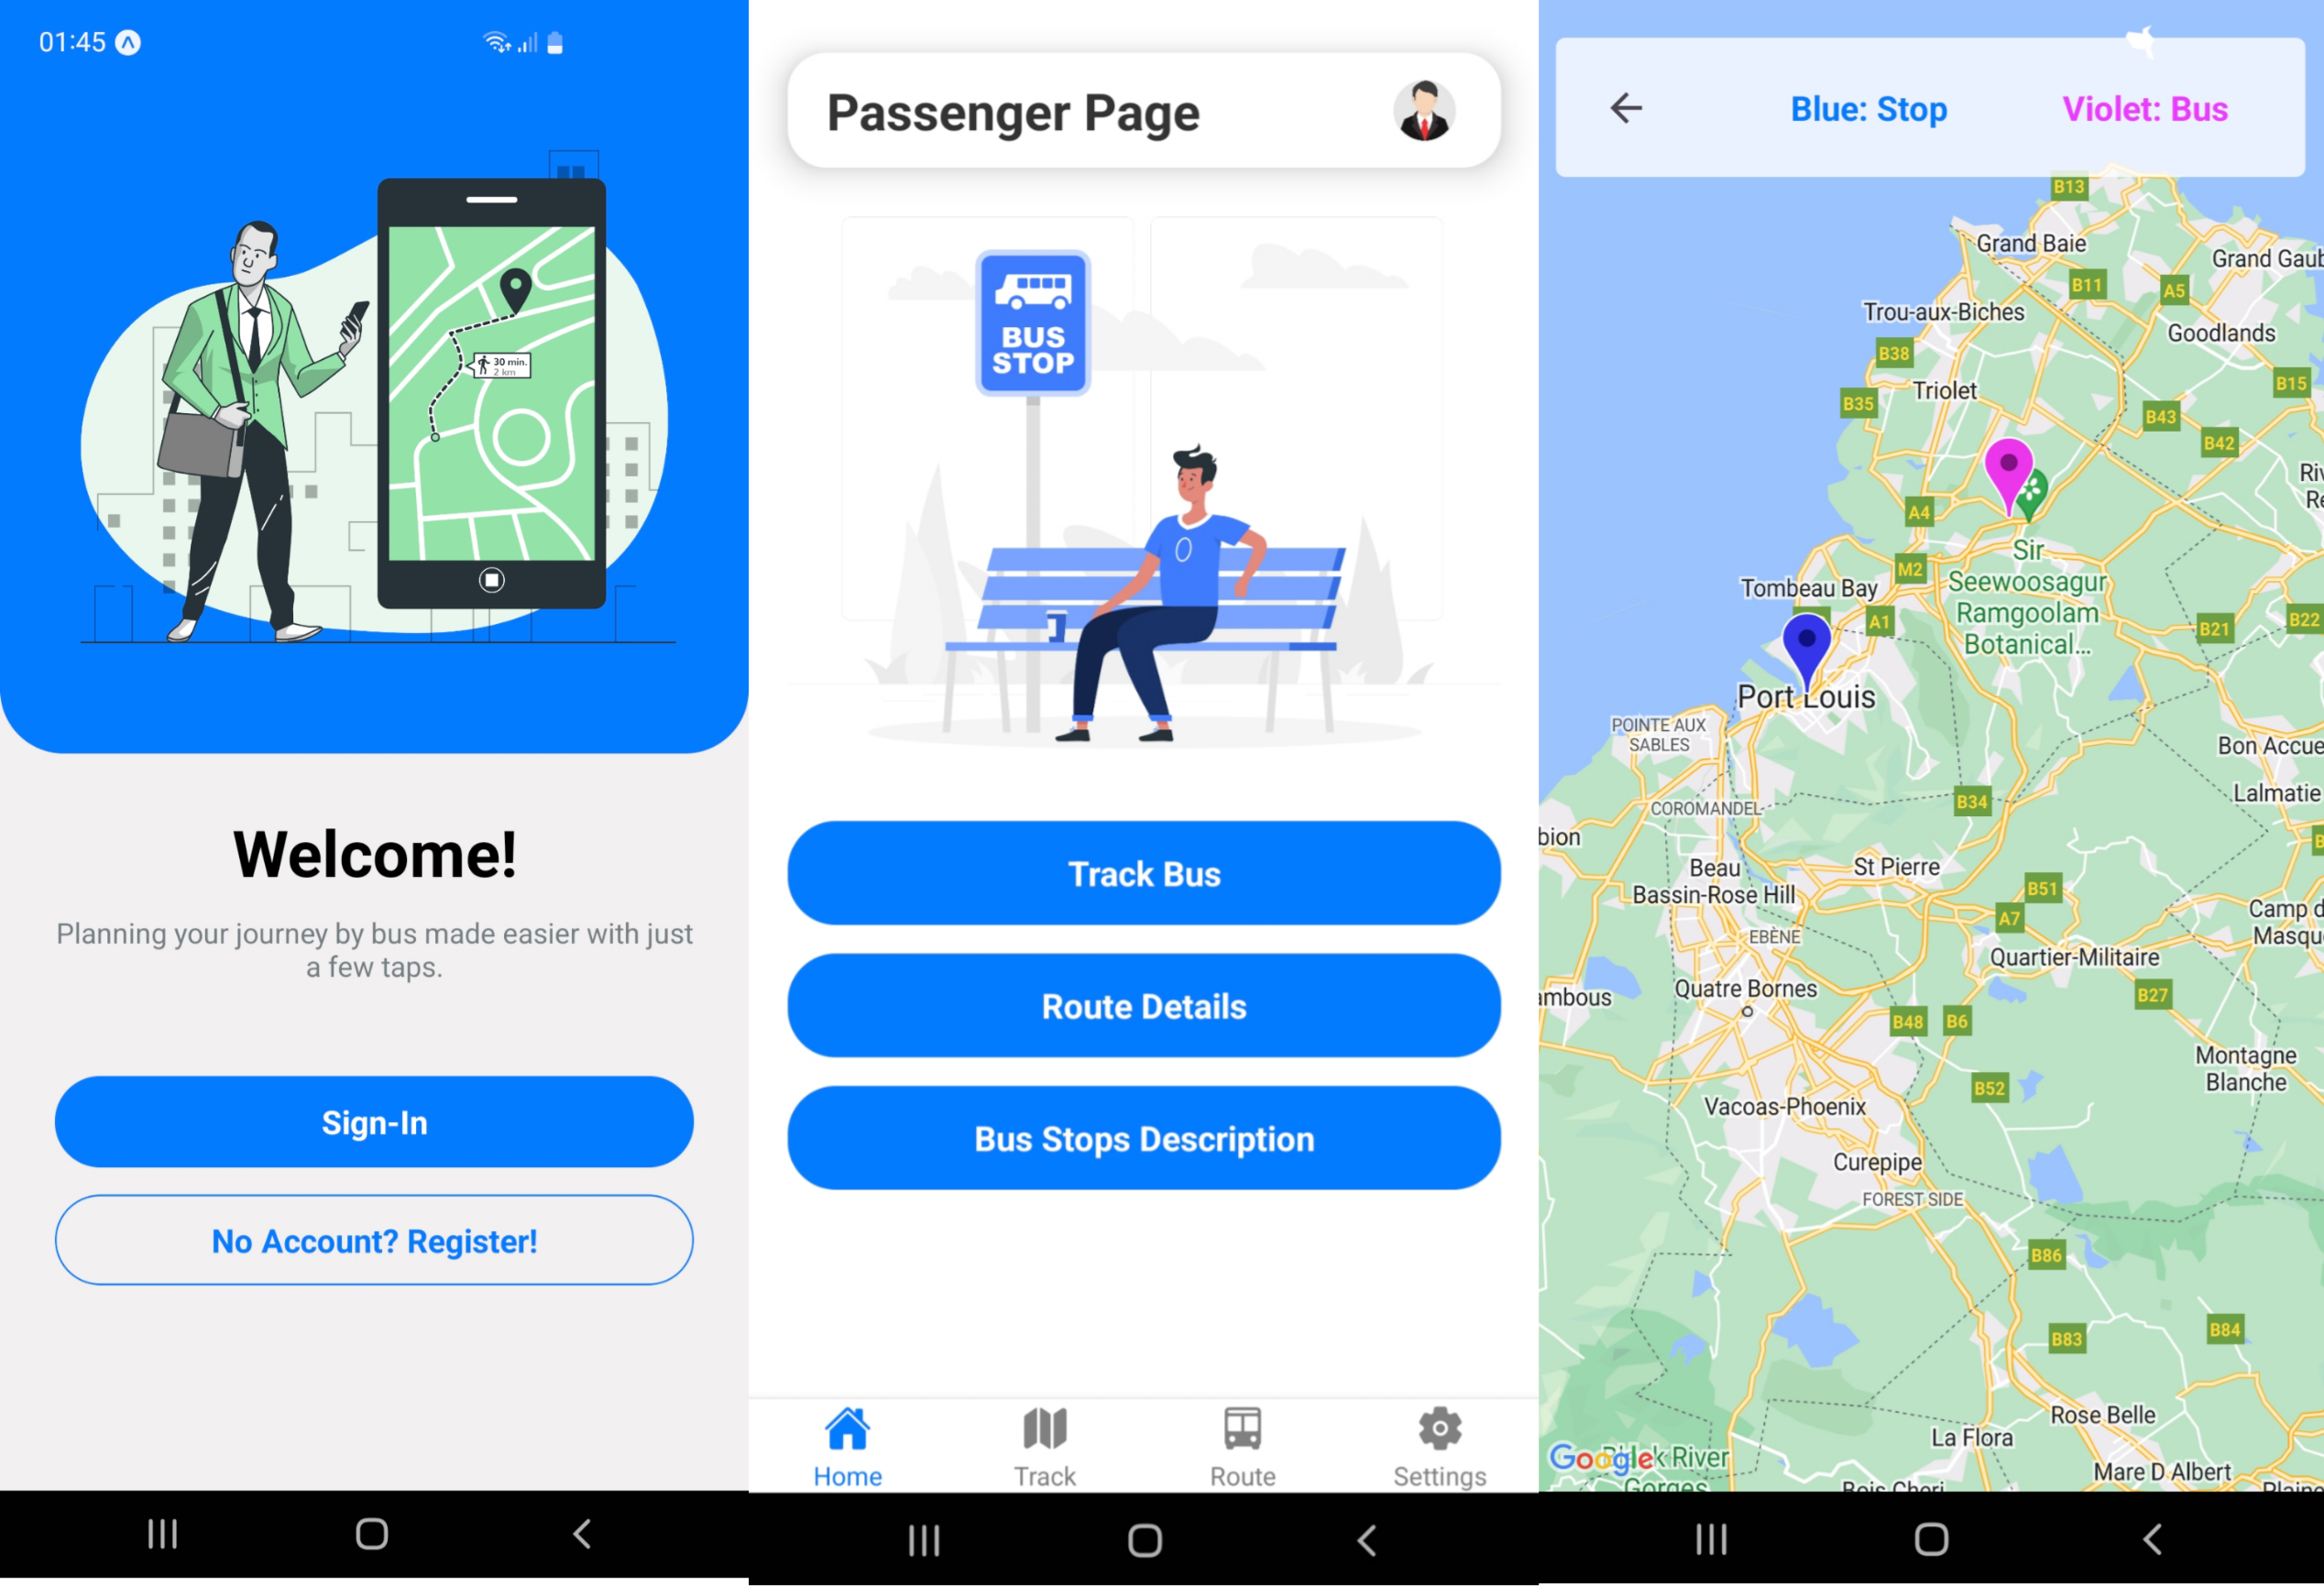 01:45
30 min.
2 km
Welcome!
Planning your journey by bus made easier with just
a few taps.
Sign-In
No Account? Register!
Passenger Page
BUS
STOP
Track Bus
Route Details
Bus Stops Description
Home
Track
Route
Settings
Blue: Stop
Violet: Bus
B13
Grand Baie
Grand Gaub
B11
A5
Trou-aux-Biches
Goodlands
B38
B15
Triolet
B35
B43
B42
Riv
Re
A4
Sir
Seewoosagur
Ramgoolam
Botanical...
M2
Tombeau Bay
A1
B22
B21
Port Louis
POINTE AUX
SABLES
Bon Accue
Lalmatie
B34
COROMANDEL
bion
Beau
Bassin-Rose Hill
St Pierre
B51
A7
Camp d
Masqu
EBÈNE
Quartier-Militaire
Quatre Bornes
ambous
B27
B48
B6
Montagne
Blanche
B52
Vacoas-Phoenix
Curepipe
FOREST SIDE
B86
B83
B84
Rose Belle
La Flora
Google
River
Gorges
Mare D Albert
Bois Cheri
Plaine